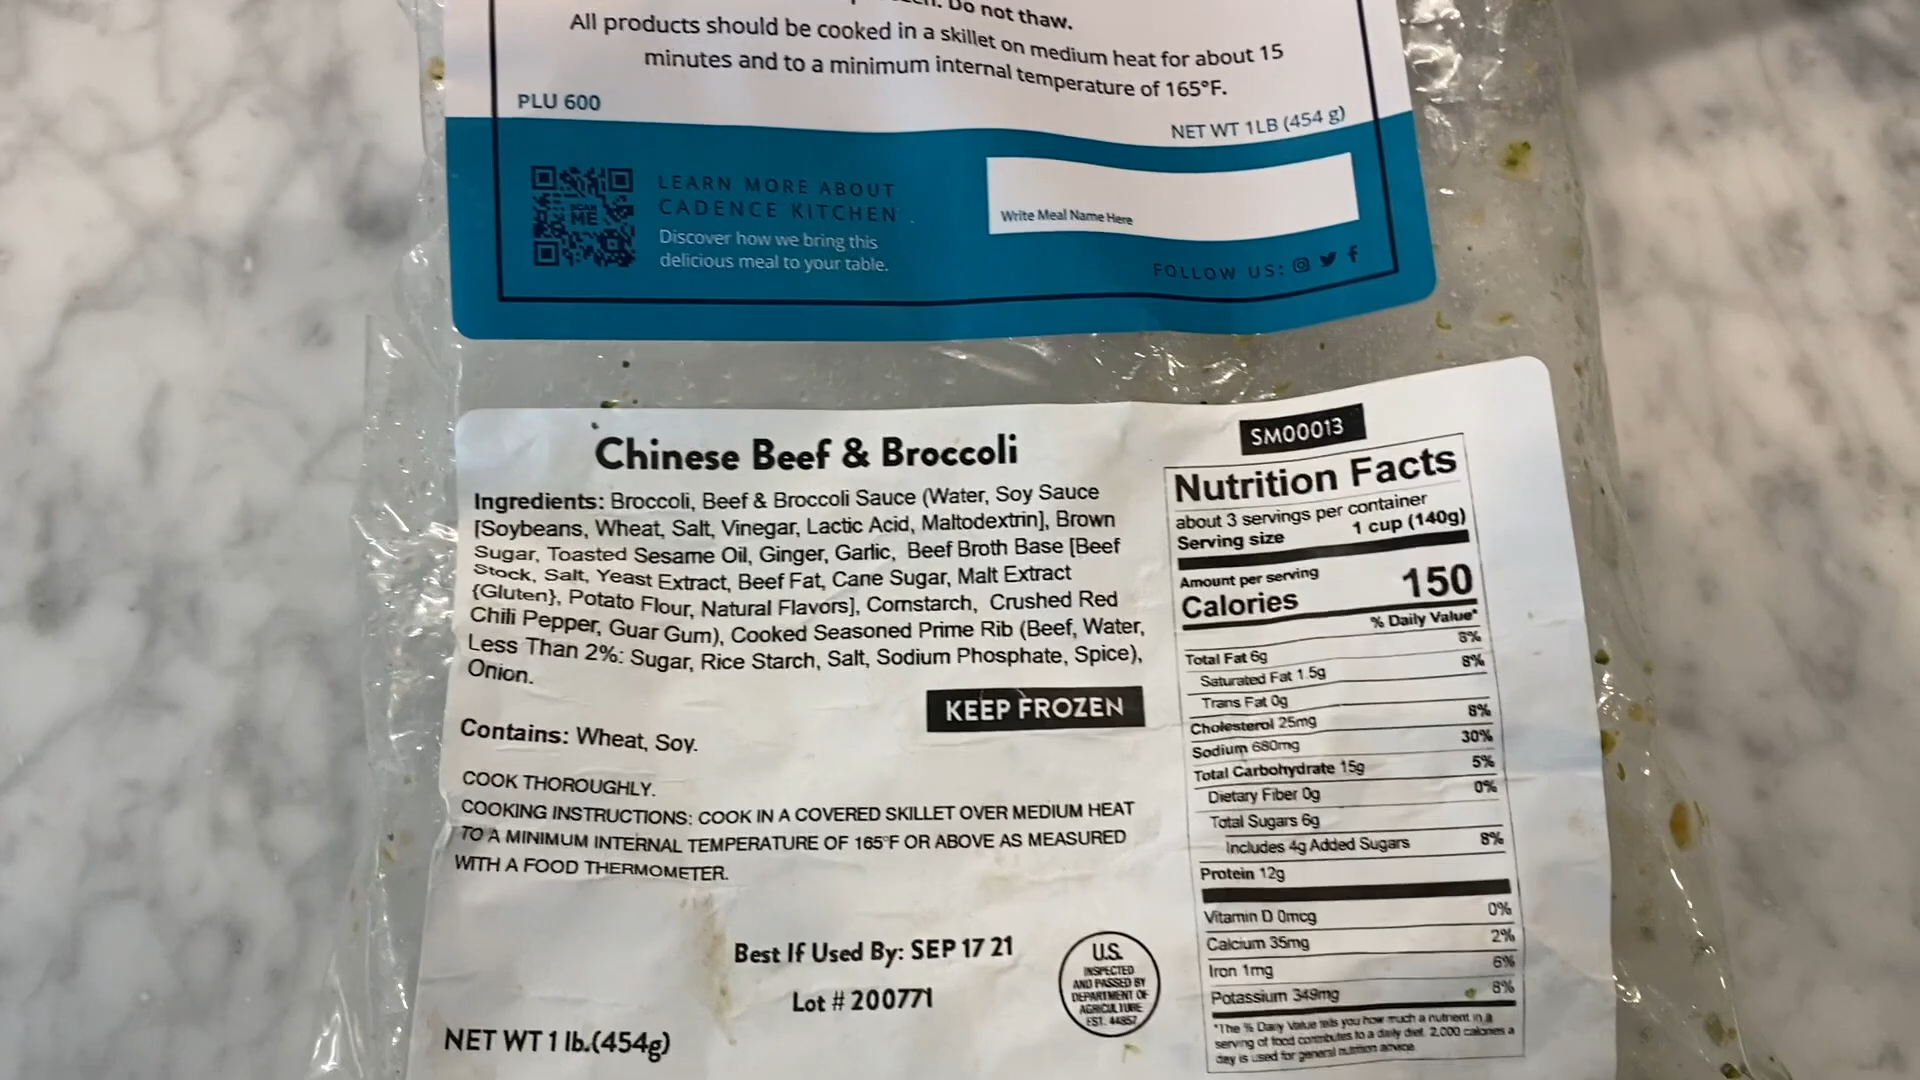 Do not thaw.
All products should be cooked in a skillet on medium heat for about 15
minutes and to a minimum internal temperature of 165°F.
PLU 600
NET WT 1LB (454 g)
SCAN
ME
LEARN MORE ABOUT
CADENCE KITCHEN
Discover how we bring this
delicious meal to your table.
Write Meal Name Here
FOLLOW US:
Chinese Beef & Broccoli
Ingredients: Broccoli, Beef & Broccoli Sauce (Water, Soy Sauce
[Soybeans, Wheat, Salt, Vinegar, Lactic Acid, Maltodextrin], Brown
Sugar, Toasted Sesame Oil, Ginger, Garlic, Beef Broth Base [Beef
Stock, Salt, Yeast Extract, Beef Fat, Cane Sugar, Malt Extract
{Gluten}, Potato Flour, Natural Flavors], Cornstarch, Crushed Red
Chili Pepper, Guar Gum), Cooked Seasoned Prime Rib (Beef, Water,
Less Than 2%: Sugar, Rice Starch, Salt, Sodium Phosphate, Spice),
Onion.
KEEP FROZEN
Contains: Wheat, Soy.
COOK THOROUGHLY.
COOKING INSTRUCTIONS: COOK IN A COVERED SKILLET OVER MEDIUM HEAT
TO A MINIMUM INTERNAL TEMPERATURE OF 165°F OR ABOVE AS MEASURED
WITH A FOOD THERMOMETER.
Best If Used By: SEP 17 21
Lot # 200771
NET WT 1 lb.(454g)
U.S.
INSPECTED
AND PASSED BY
DEPARTMENT OF
AGRICULTURE
EST. 44857
SM00013
Nutrition Facts
about 3 servings per container
Serving size 1 cup (140g)
Amount per serving
Calories 150
% Daily Value*
Total Fat 6g 8%
Saturated Fat 1.5g 8%
Trans Fat 0g
Cholesterol 25mg 8%
Sodium 680mg 30%
Total Carbohydrate 15g 5%
Dietary Fiber 0g 0%
Total Sugars 6g
Includes 4g Added Sugars 8%
Protein 12g
Vitamin D 0mcg 0%
Calcium 35mg 2%
Iron 1mg 6%
Potassium 349mg 8%
*The % Daily Value tells you how much a nutrient in a
serving of food contributes to a daily diet. 2,000 calories a
day is used for general nutrition advice.